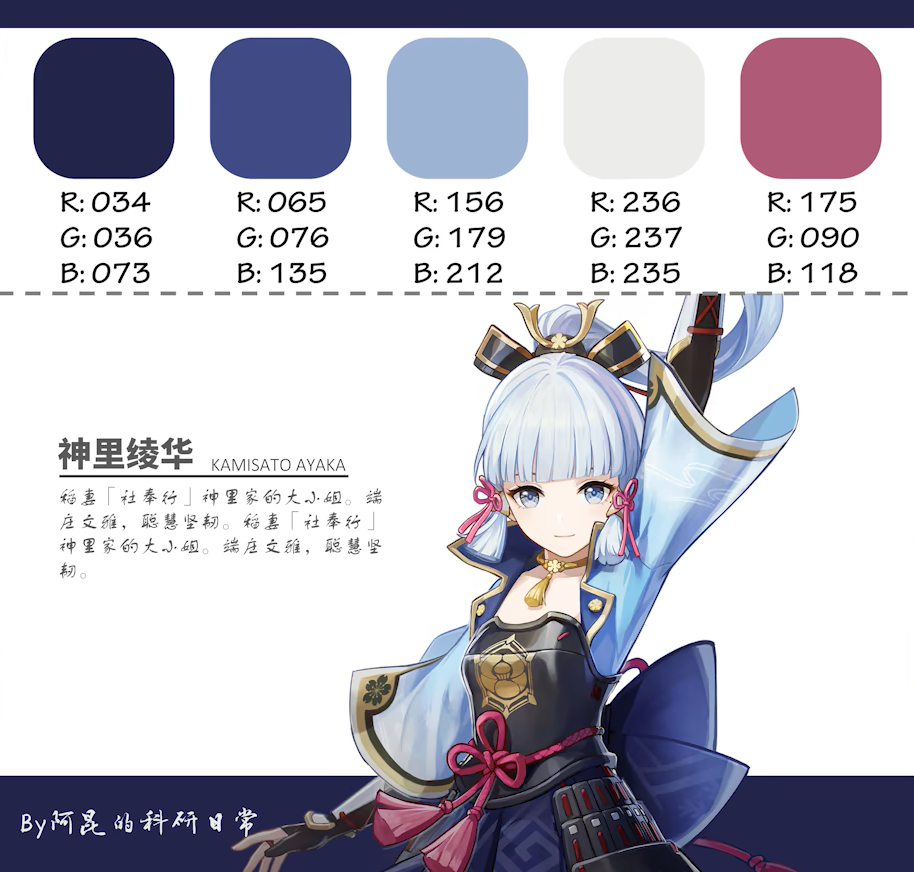 R: 034 R: 065 R: 156 R: 236 R: 175
G: 036 G: 076 G: 179 G: 237 G: 090
B: 073 B: 135 B: 212 B: 235 B: 118
神里绫华 KAMISATO AYAKA
稻妻「社奉行」神里家的大小姐。端
庄文雅，聪慧坚韧。稻妻「社奉行」
神里家的大小姐。端庄文雅，聪慧坚
韧。
By阿昆的科研日常